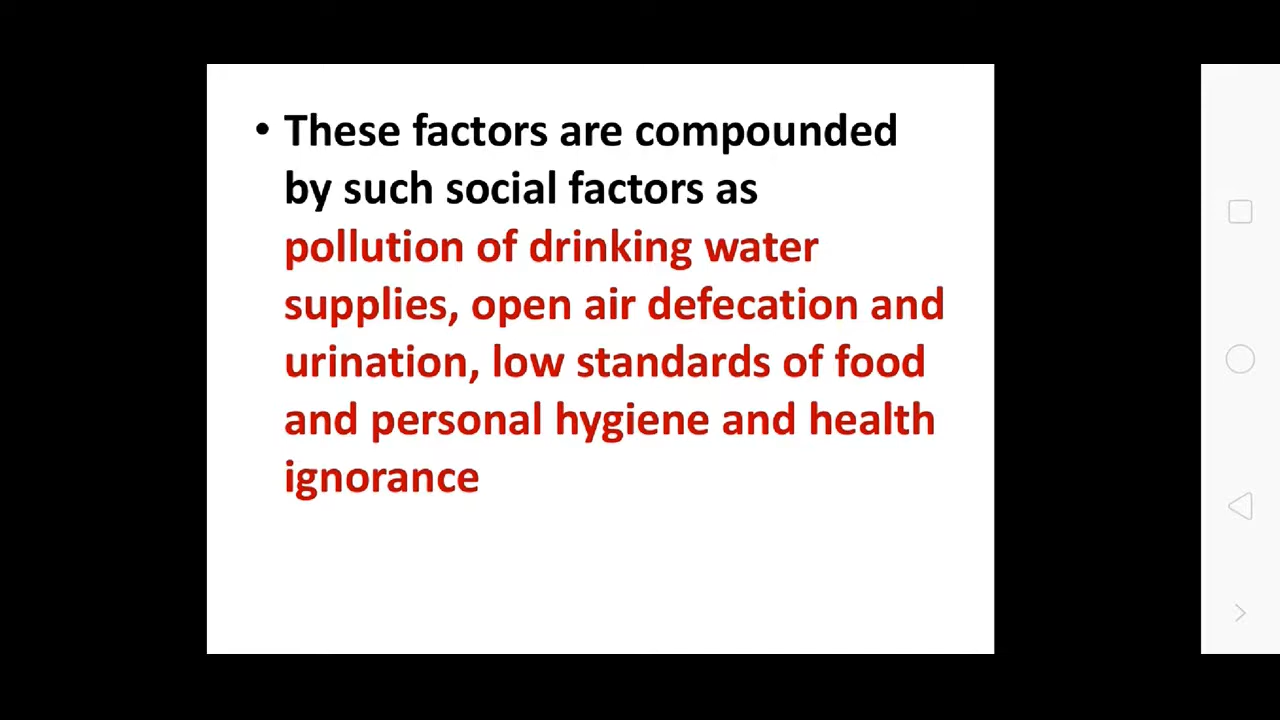 • These factors are compounded
by such social factors as
pollution of drinking water
supplies, open air defecation and
urination, low standards of food
and personal hygiene and health
ignorance